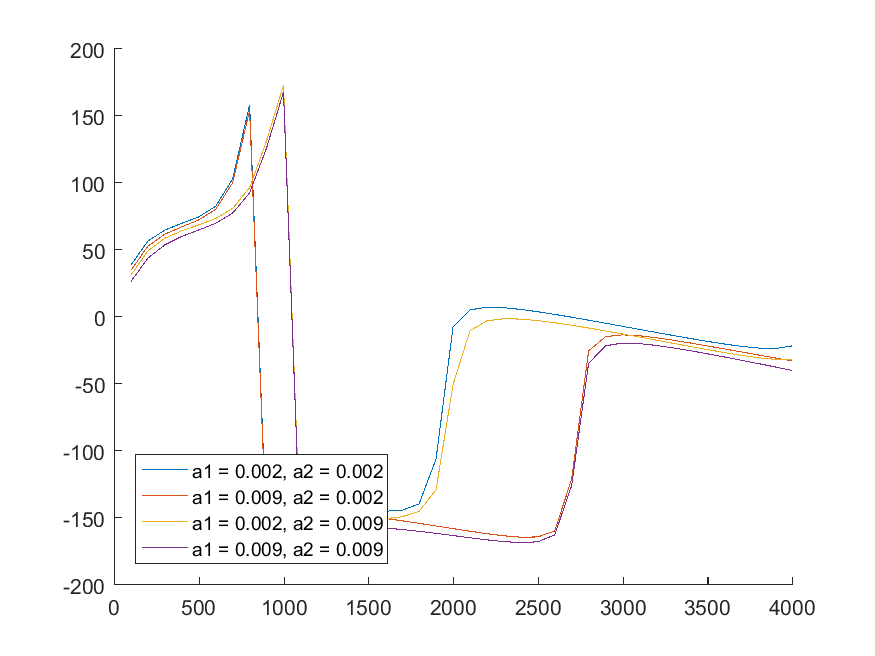 200
150
100
50
0
-50
-100
-150
-200
a1 = 0.002, a2 = 0.002
a1 = 0.009, a2 = 0.002
a1 = 0.002, a2 = 0.009
a1 = 0.009, a2 = 0.009
0 500 1000 1500 2000 2500 3000 3500 4000